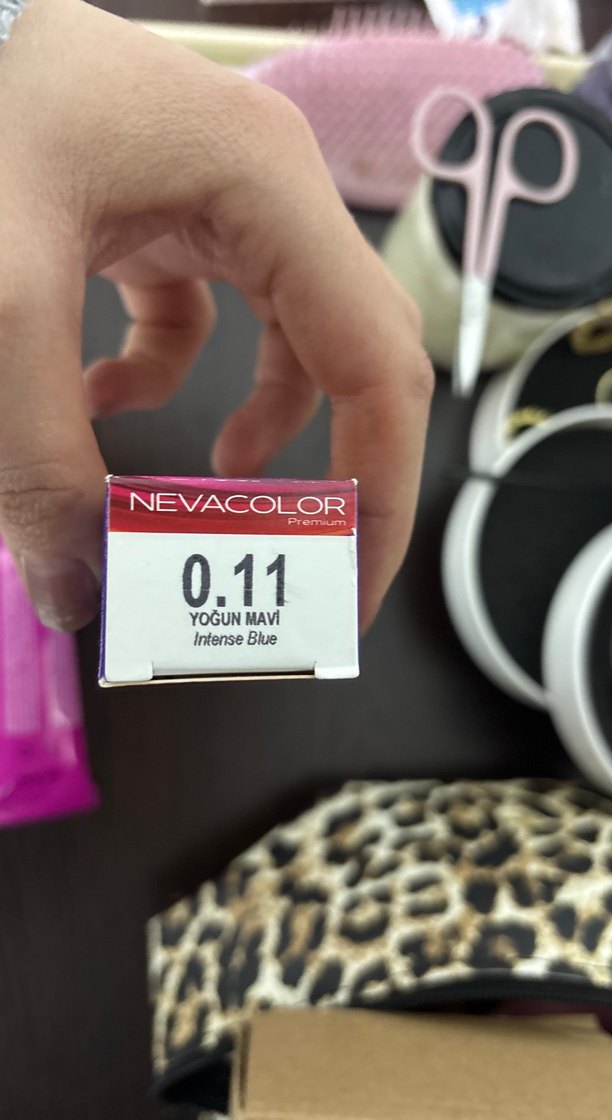 NEVACOLOR
Premium
0.11
YOĞUN MAVİ
Intense Blue